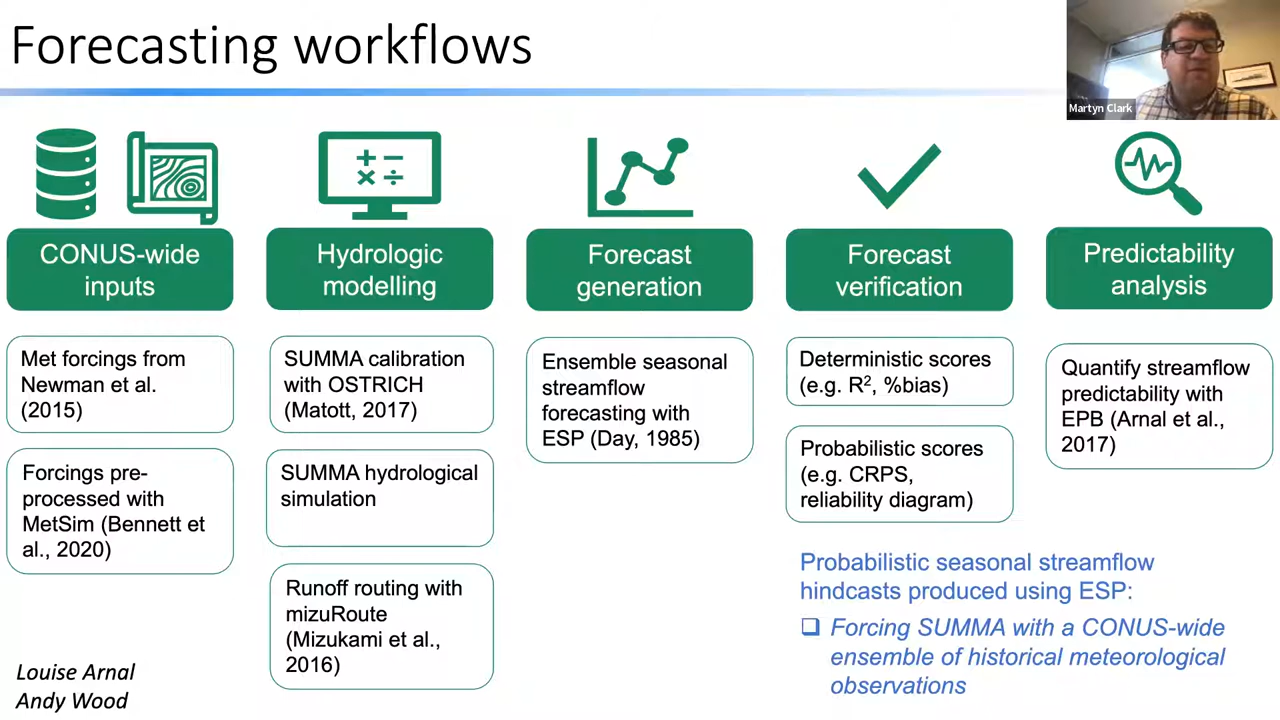 Forecasting workflows
Martyn Clark
CONUS-wide
inputs
Met forcings from
Newman et al.
(2015)
Forcings pre-
processed with
MetSim (Bennett et
al., 2020)
Hydrologic
modelling
SUMMA calibration
with OSTRICH
(Matott, 2017)
SUMMA hydrological
simulation
Runoff routing with
mizuRoute
(Mizukami et al.,
2016)
Forecast
generation
Ensemble seasonal
streamflow
forecasting with
ESP (Day, 1985)
Forecast
verification
Deterministic scores
(e.g. R², %bias)
Probabilistic scores
(e.g. CRPS,
reliability diagram)
Predictability
analysis
Quantify streamflow
predictability with
EPB (Arnal et al.,
2017)
Probabilistic seasonal streamflow
hindcasts produced using ESP:
❑ Forcing SUMMA with a CONUS-wide
ensemble of historical meteorological
observations
Louise Arnal
Andy Wood